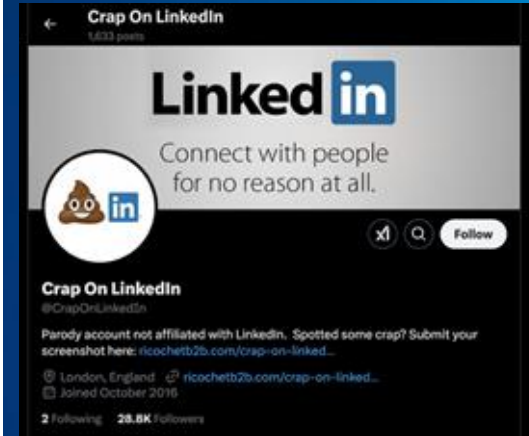 Crap On LinkedIn
1,633 posts
Linked in
Connect with people
for no reason at all.
in
Follow
Crap On LinkedIn
@CrapOnLinkedIn
Parody account not affiliated with LinkedIn. Spotted some crap? Submit your
screenshot here: ricochetb2b.com/crap-on-linked...
London, England ricochetb2b.com/crap-on-linked...
Joined October 2016
2 Following 28.8K Followers